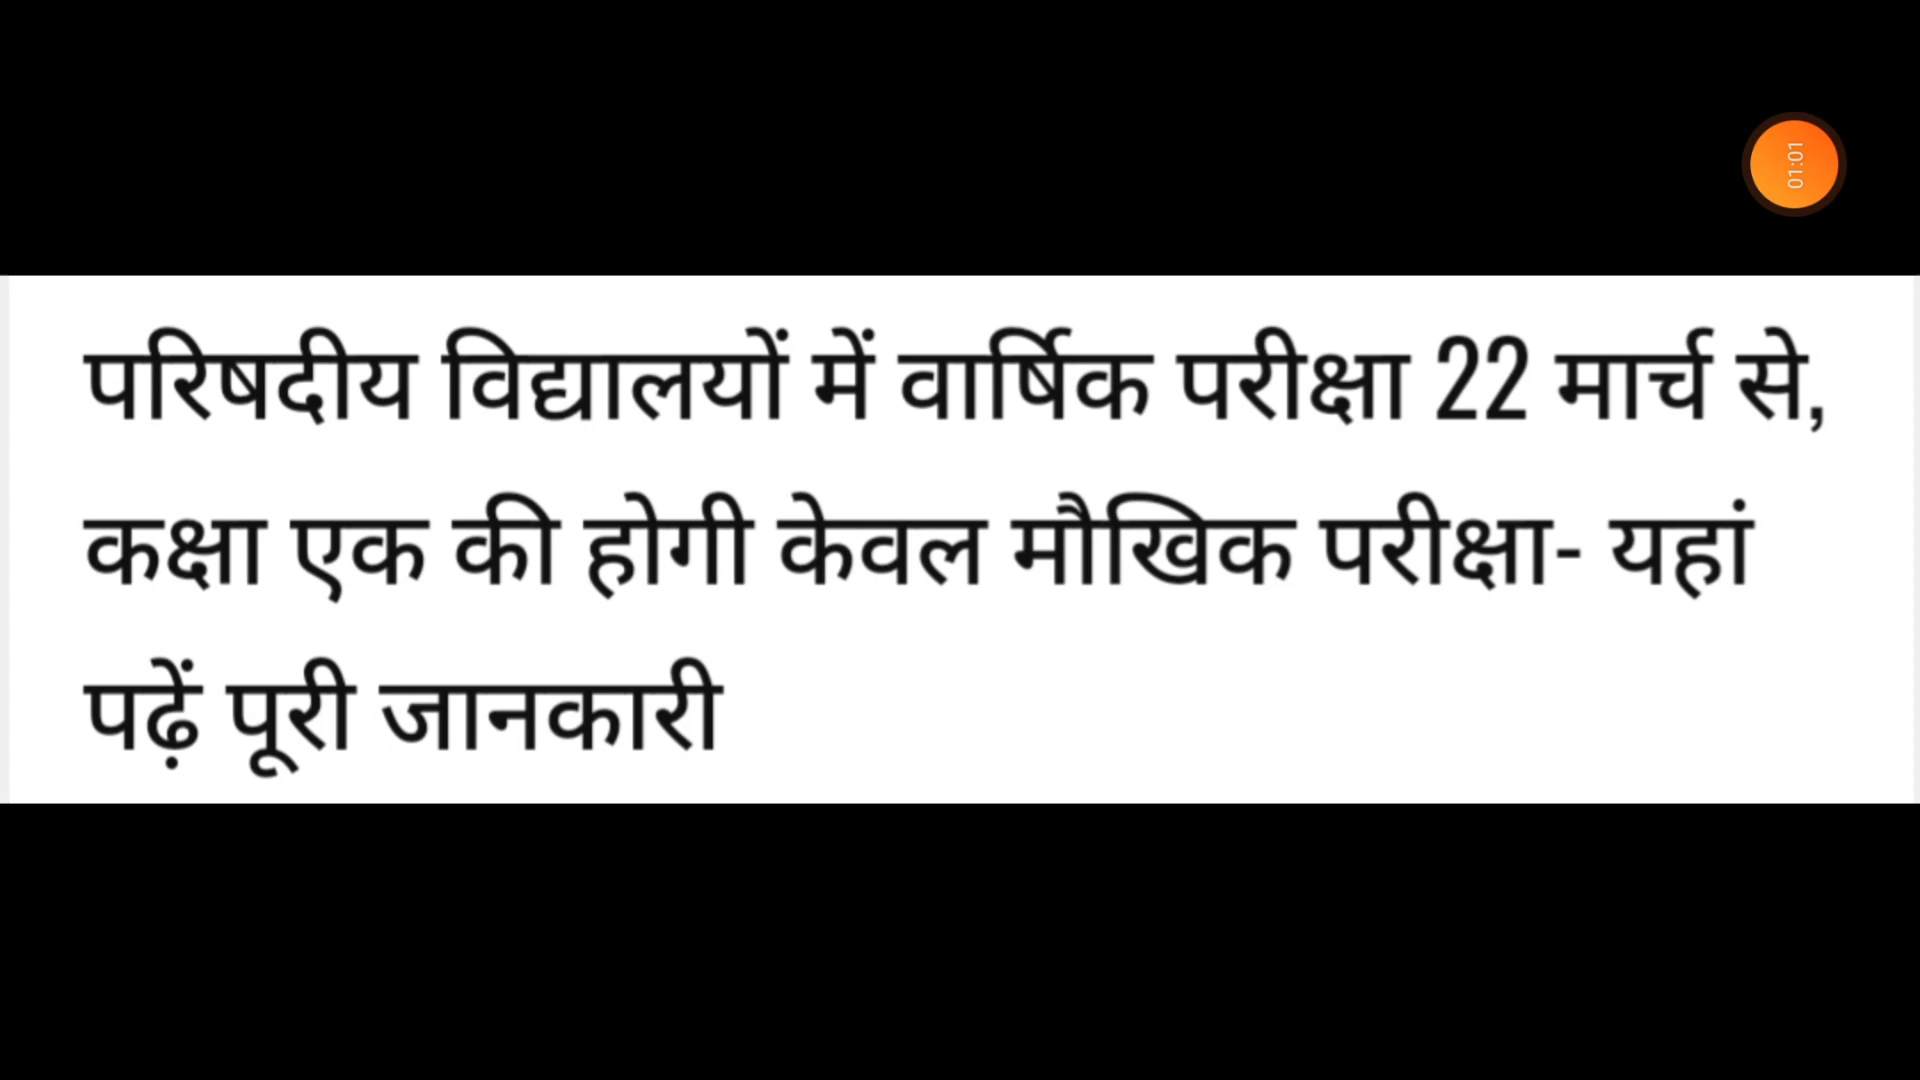 01:01
परिषदीय विद्यालयों में वार्षिक परीक्षा 22 मार्च से,
कक्षा एक की होगी केवल मौखिक परीक्षा- यहां
पढ़ें पूरी जानकारी